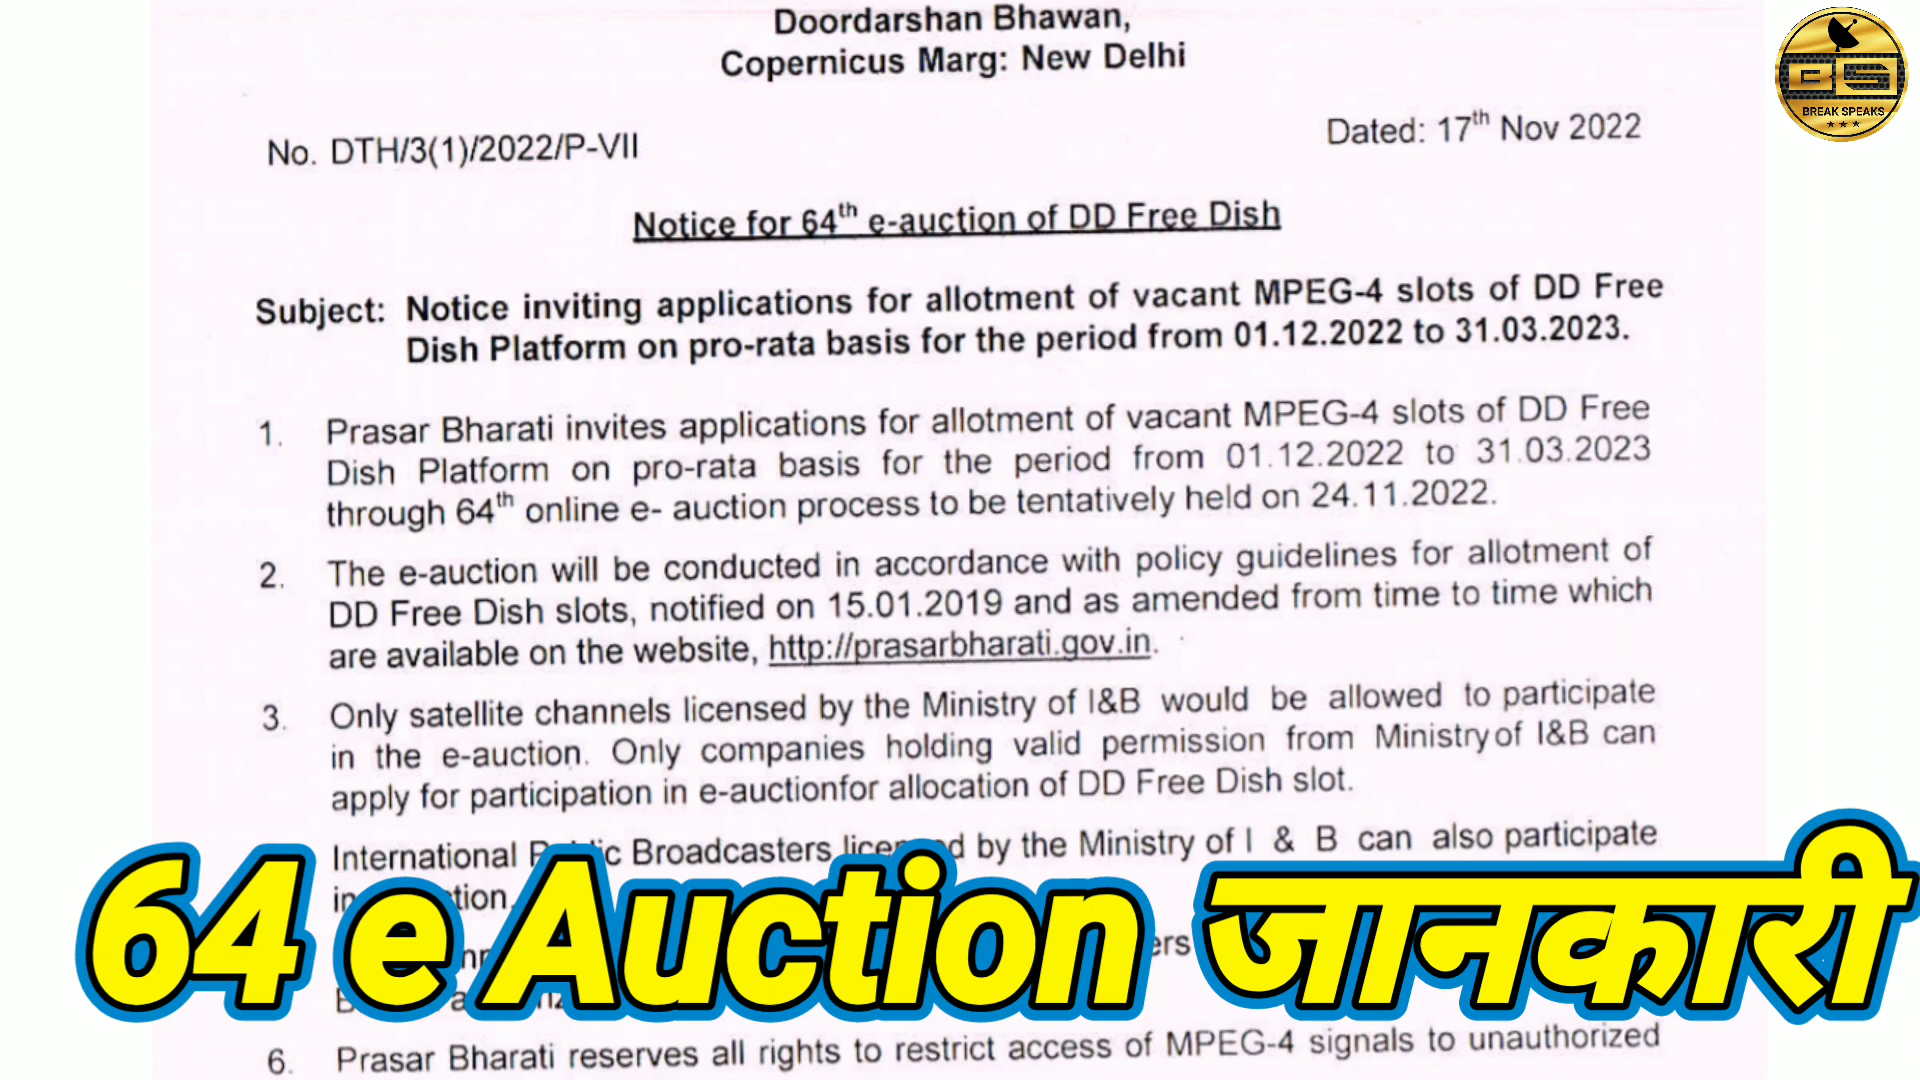 Doordarshan Bhawan,
Copernicus Marg: New Delhi
BS
BREAK SPEAKS
No. DTH/3(1)/2022/P-VII
Dated: 17th Nov 2022
Notice for 64th e-auction of DD Free Dish
Subject: Notice inviting applications for allotment of vacant MPEG-4 slots of DD Free
Dish Platform on pro-rata basis for the period from 01.12.2022 to 31.03.2023.
1. Prasar Bharati invites applications for allotment of vacant MPEG-4 slots of DD Free
Dish Platform on pro-rata basis for the period from 01.12.2022 to 31.03.2023
through 64th online e- auction process to be tentatively held on 24.11.2022.
2. The e-auction will be conducted in accordance with policy guidelines for allotment of
DD Free Dish slots, notified on 15.01.2019 and as amended from time to time which
are available on the website, http://prasarbharati.gov.in.
3. Only satellite channels licensed by the Ministry of I&B would be allowed to participate
in the e-auction. Only companies holding valid permission from Ministryof I&B can
apply for participation in e-auctionfor allocation of DD Free Dish slot.
International Broadcasters by the Ministry of I & B can also participate
64 e Auction जानकारी
6. Prasar Bharati reserves all rights to restrict access of MPEG-4 signals to unauthorized